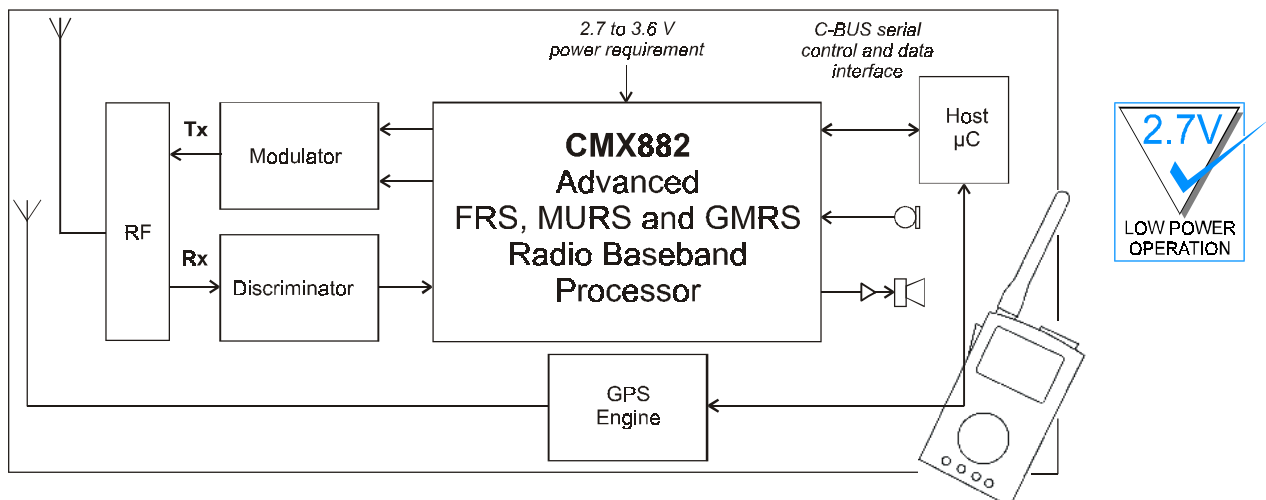 2.7 to 3.6 V
power requirement
C-BUS serial
control and data
interface
Tx
Modulator
RF
Rx
Discriminator
CMX882
Advanced
FRS, MURS and GMRS
Radio Baseband
Processor
Host
µC
GPS
Engine
2.7V
LOW POWER
OPERATION